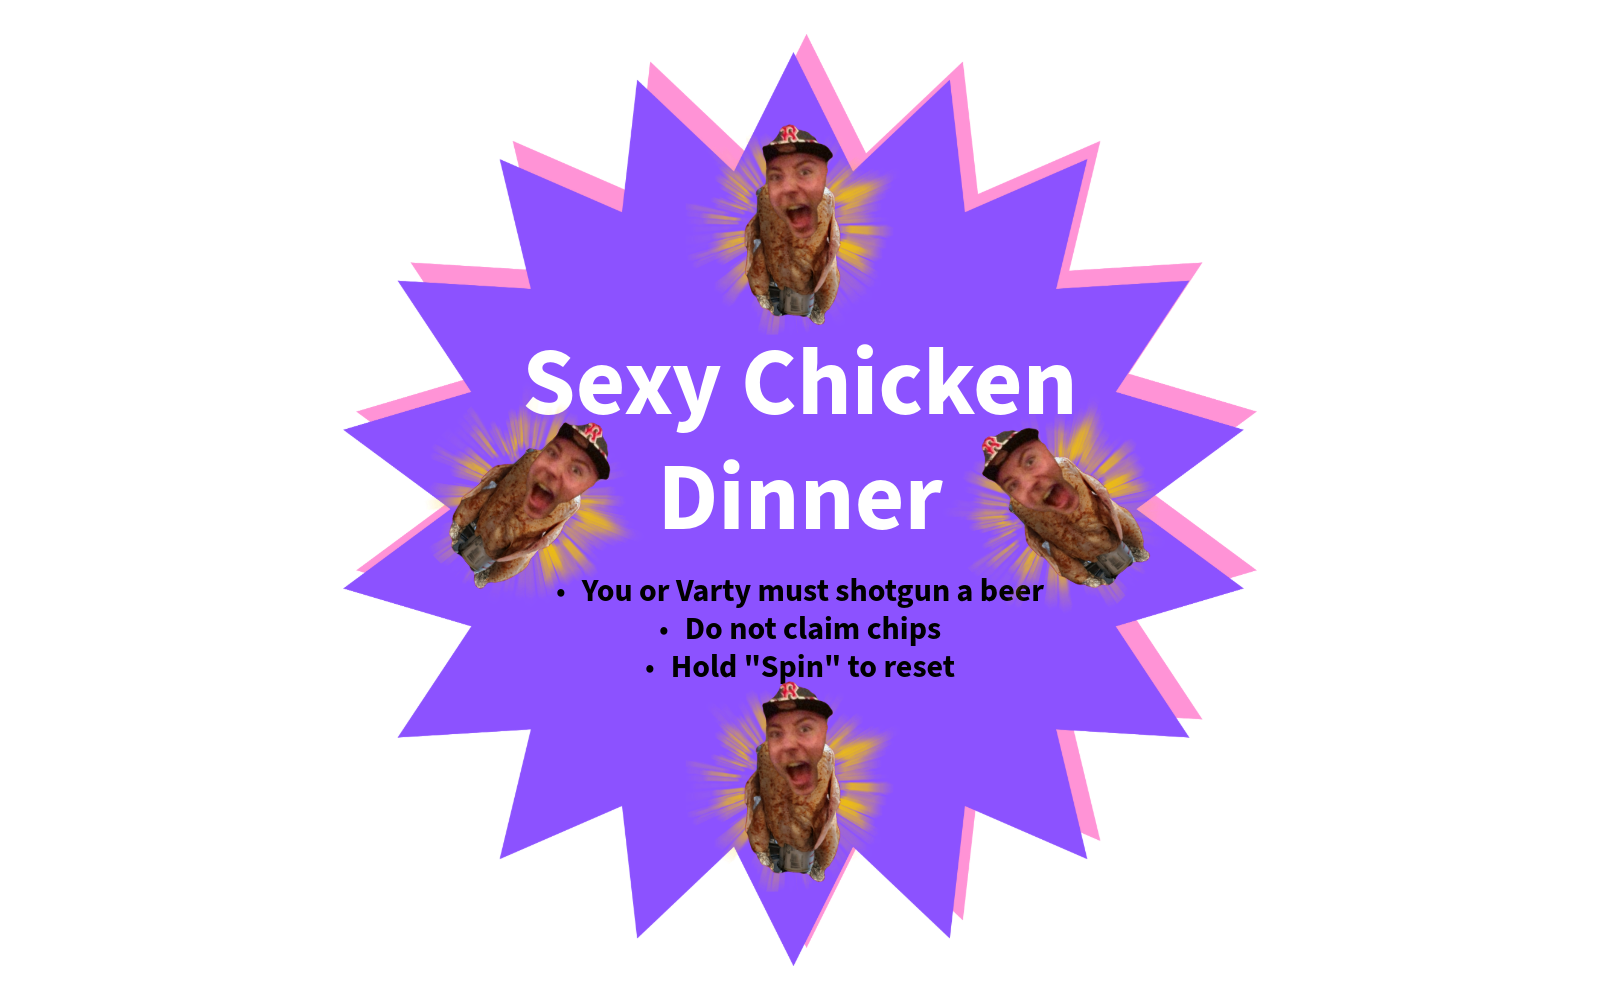 Sexy Chicken
Dinner
• You or Varty must shotgun a beer
• Do not claim chips
• Hold "Spin" to reset